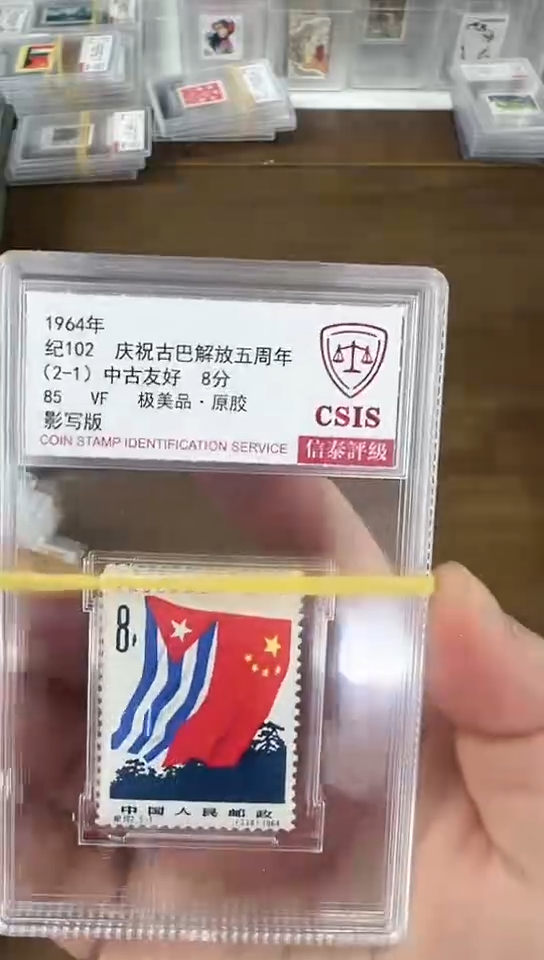 1964年
纪102 庆祝古巴解放五周年
(2-1) 中古友好 8分
85 VF 极美品·原胶
影写版
COIN STAMP IDENTIFICATION SERVICE
CSIS
信泰評級
8
中国人民邮政